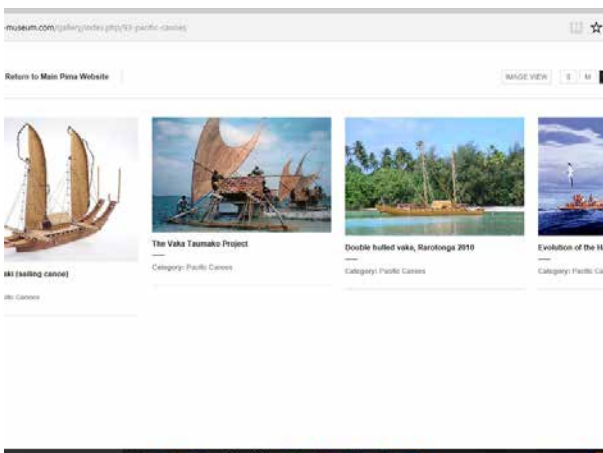 -museum.com/gallery/index.php/93-pacific-canoes
Return to Main Pima Website
IMAGE VIEW
S
M
The Vaka Taumako Project
Category: Pacific Canoes
Double hulled vaka, Rarotonga 2010
Category: Pacific Canoes
Evolution of the H
Category: Pacific Ca
aki (sailing canoe)
ific Canoes